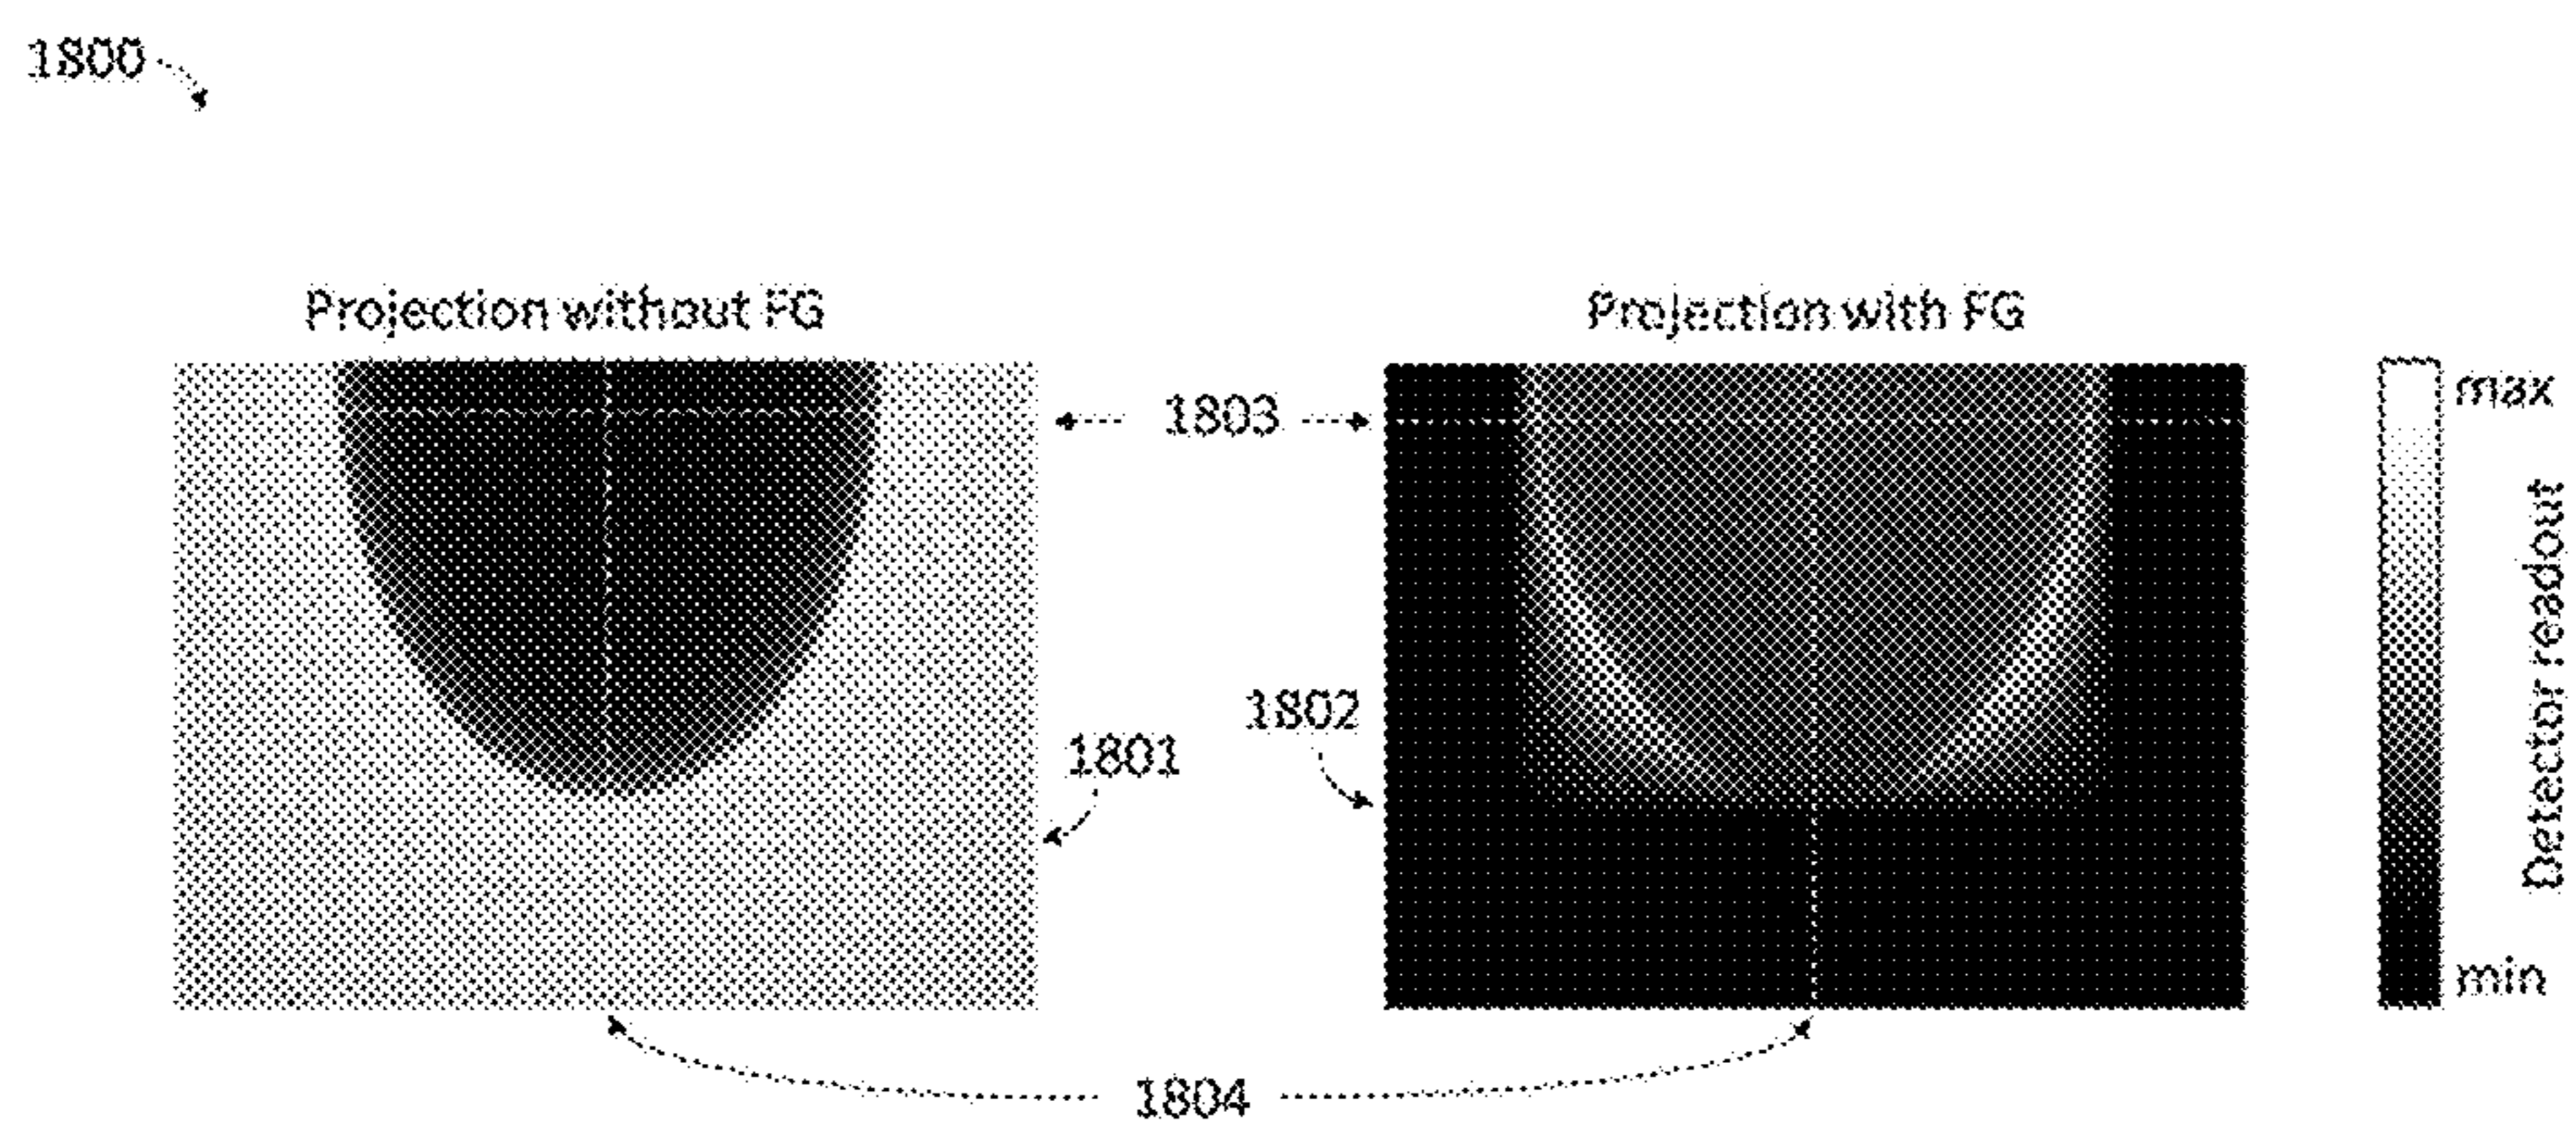 1800
Projection without FG
Projection with FG
1803
max
Detector readout
1802
1801
min
1804